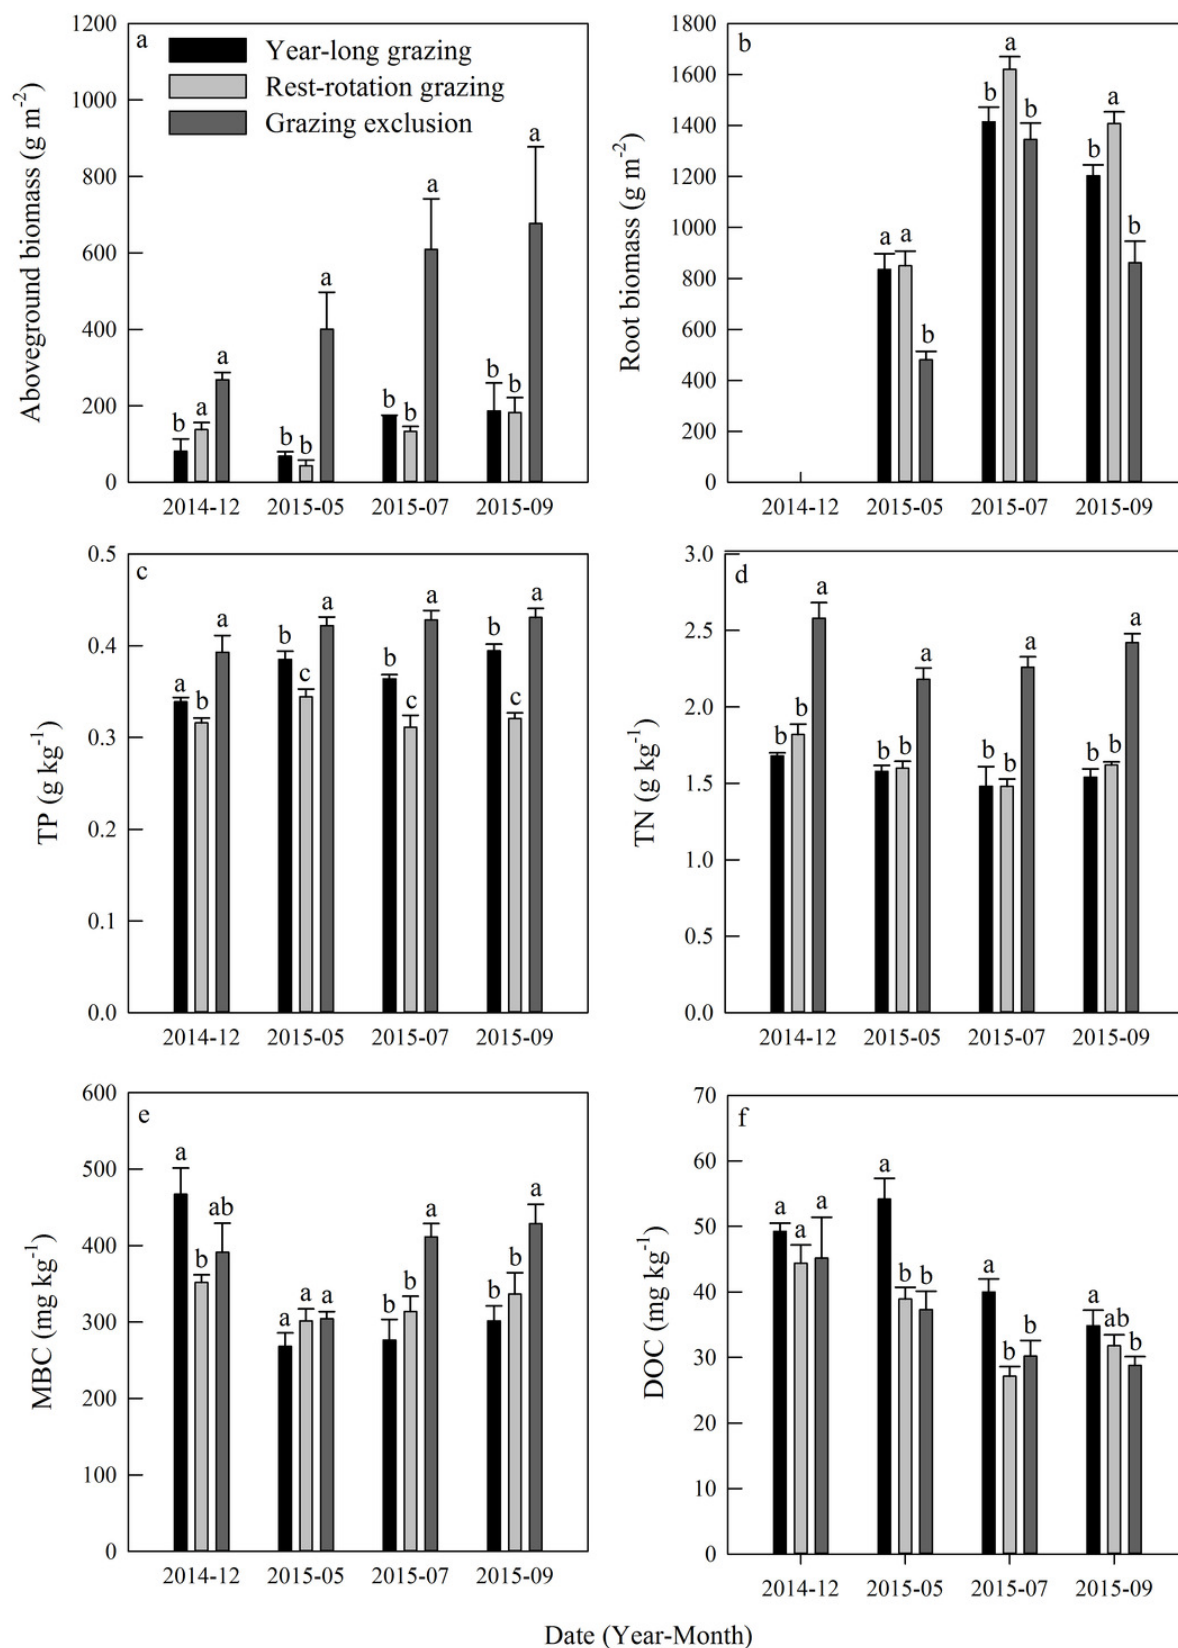 a
Year-long grazing
Rest-rotation grazing
Grazing exclusion
Aboveground biomass (g m-2)
1200
1000
800
600
400
200
0
b a a
b b a
b b a
b b a
2014-12 2015-05 2015-07 2015-09
b
Root biomass (g m-2)
1800
1600
1400
1200
1000
800
600
400
200
0
a a b
b a b
b a b
2014-12 2015-05 2015-07 2015-09
c
TP (g kg-1)
0.5
0.4
0.3
0.2
0.1
0.0
a b a
b c a
b c a
b c a
2014-12 2015-05 2015-07 2015-09
d
TN (g kg-1)
3.0
2.5
2.0
1.5
1.0
0.5
0.0
b b a
b b a
b b a
b b a
2014-12 2015-05 2015-07 2015-09
e
MBC (mg kg-1)
600
500
400
300
200
100
0
a b ab
a a a
b b a
b b a
2014-12 2015-05 2015-07 2015-09
f
DOC (mg kg-1)
70
60
50
40
30
20
10
0
a a a
a b b
a b b
a ab b
2014-12 2015-05 2015-07 2015-09
Date (Year-Month)